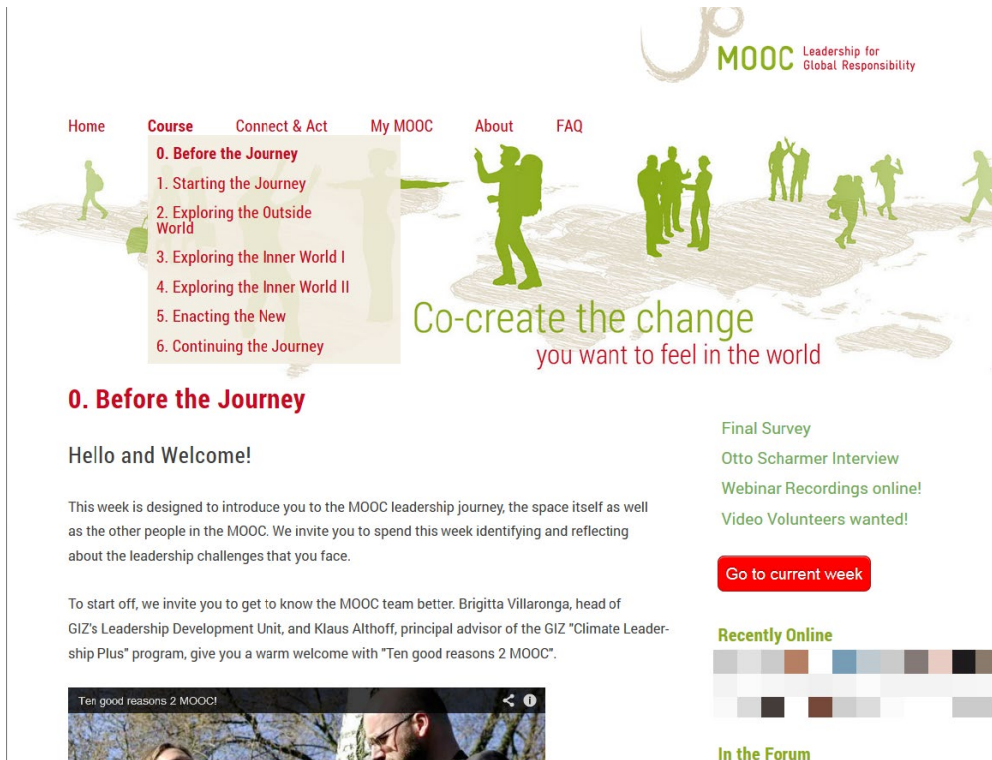 MOOC Leadership for
Global Responsibility
Home Course Connect & Act My MOOC About FAQ
0. Before the Journey
1. Starting the Journey
2. Exploring the Outside
World
3. Exploring the Inner World I
4. Exploring the Inner World II
5. Enacting the New
6. Continuing the Journey
Co-create the change
you want to feel in the world
0. Before the Journey
Hello and Welcome!
This week is designed to introduce you to the MOOC leadership journey, the space itself as well
as the other people in the MOOC. We invite you to spend this week identifying and reflecting
about the leadership challenges that you face.
To start off, we invite you to get to know the MOOC team better. Brigitta Villaronga, head of
GIZ's Leadership Development Unit, and Klaus Althoff, principal advisor of the GIZ "Climate Leader-
ship Plus" program, give you a warm welcome with "Ten good reasons 2 MOOC".
Ten good reasons 2 MOOC!
Final Survey
Otto Scharmer Interview
Webinar Recordings online!
Video Volunteers wanted!
Go to current week
Recently Online
In the Forum